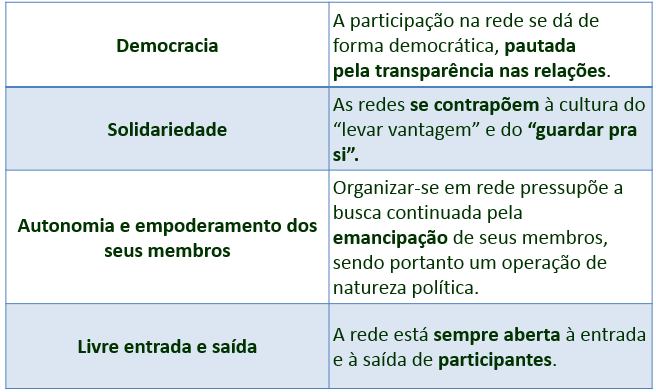 Democracia
A participação na rede se dá de
forma democrática, pautada
pela transparência nas relações.
Solidariedade
As redes se contrapõem à cultura do
“levar vantagem” e do “guardar pra
si”.
Autonomia e empoderamento dos
seus membros
Organizar-se em rede pressupõe a
busca continuada pela
emancipação de seus membros,
sendo portanto um operação de
natureza política.
Livre entrada e saída
A rede está sempre aberta à entrada
e à saída de participantes.